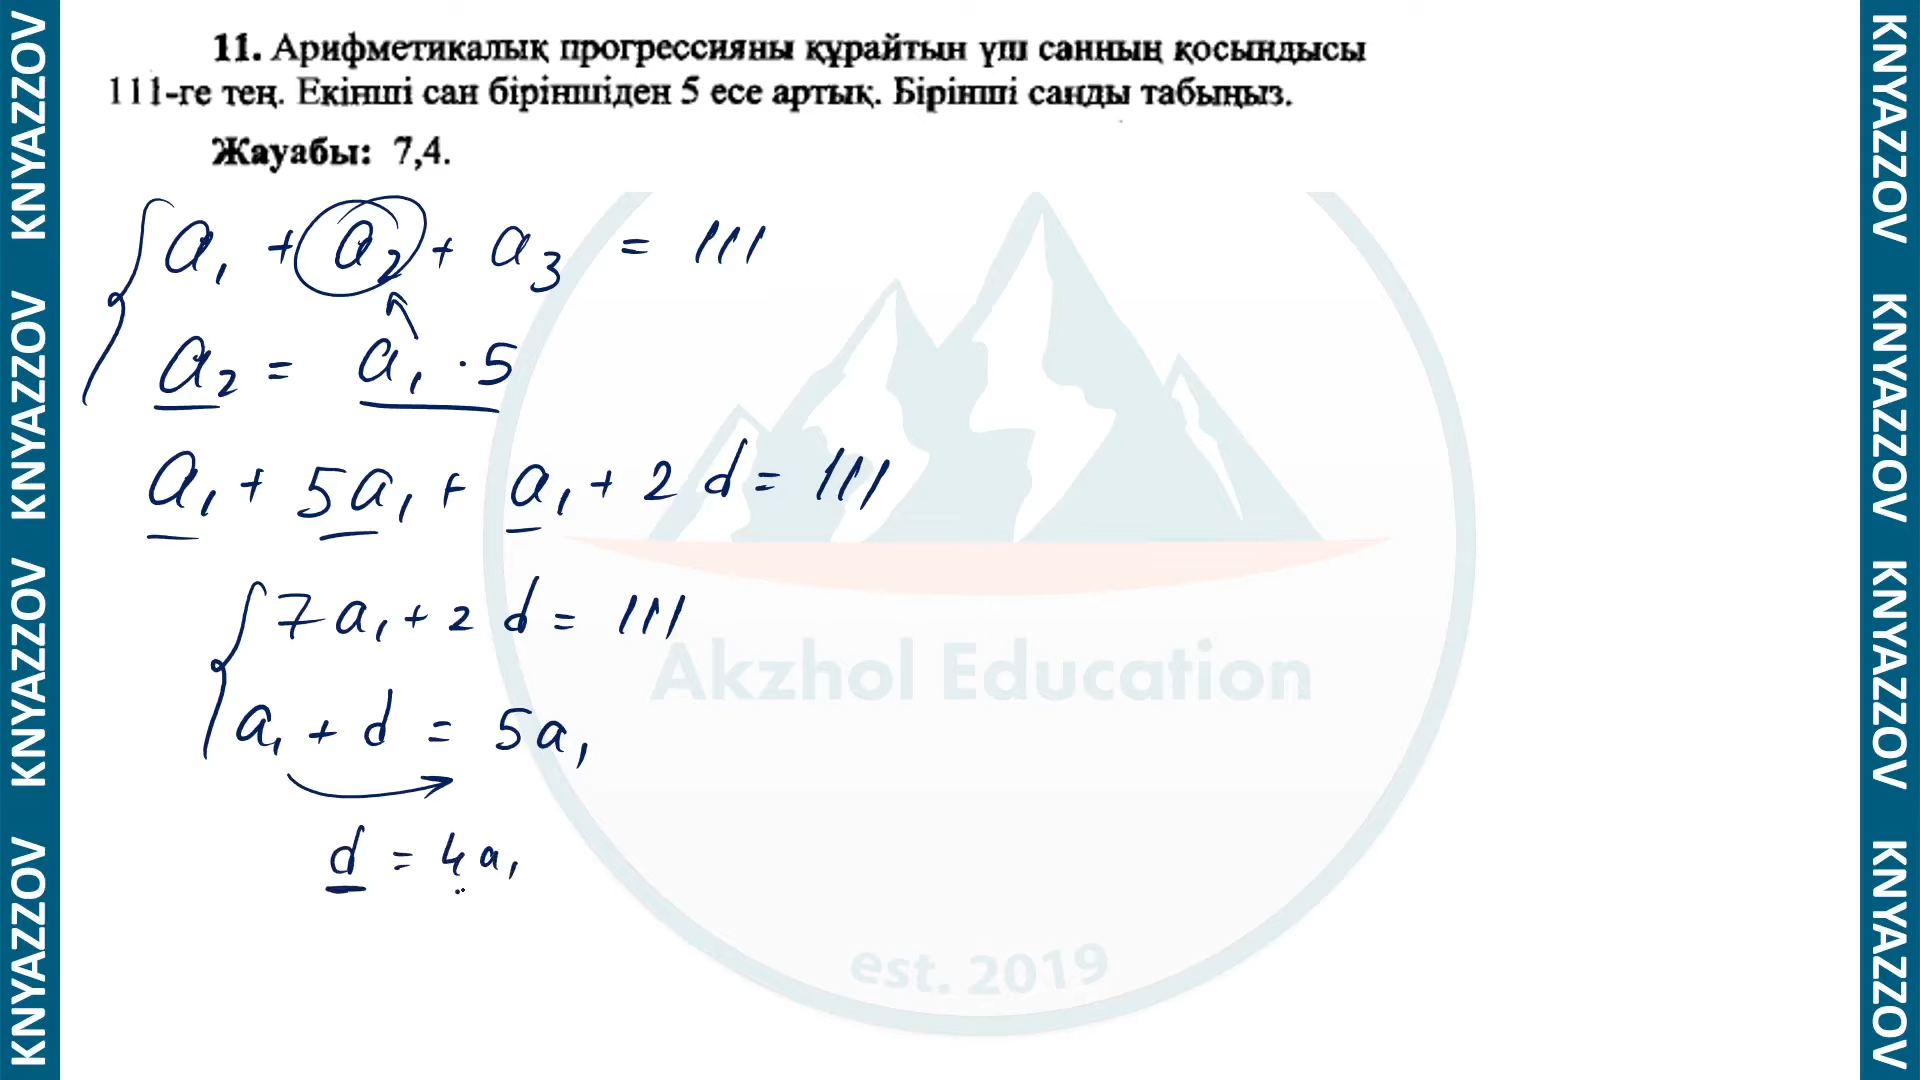 11. Арифметикалық прогрессияны құрайтын үш санның қосындысы
111-ге тең. Екінші сан біріншіден 5 есе артық. Бірінші санды табыңыз.
Жауабы: 7,4.
a₁ + a₂ + a₃ = 111
a₂ = a₁ · 5
a₁ + 5a₁ + a₁ + 2d = 111
7a₁ + 2d = 111
a₁ + d = 5a₁
d = 4a₁
Akzhol Education
est. 2019
KNYAZZOV KNYAZZOV KNYAZZOV KNYAZZOV
KNYAZZOV KNYAZZOV KNYAZZOV KNYAZZOV